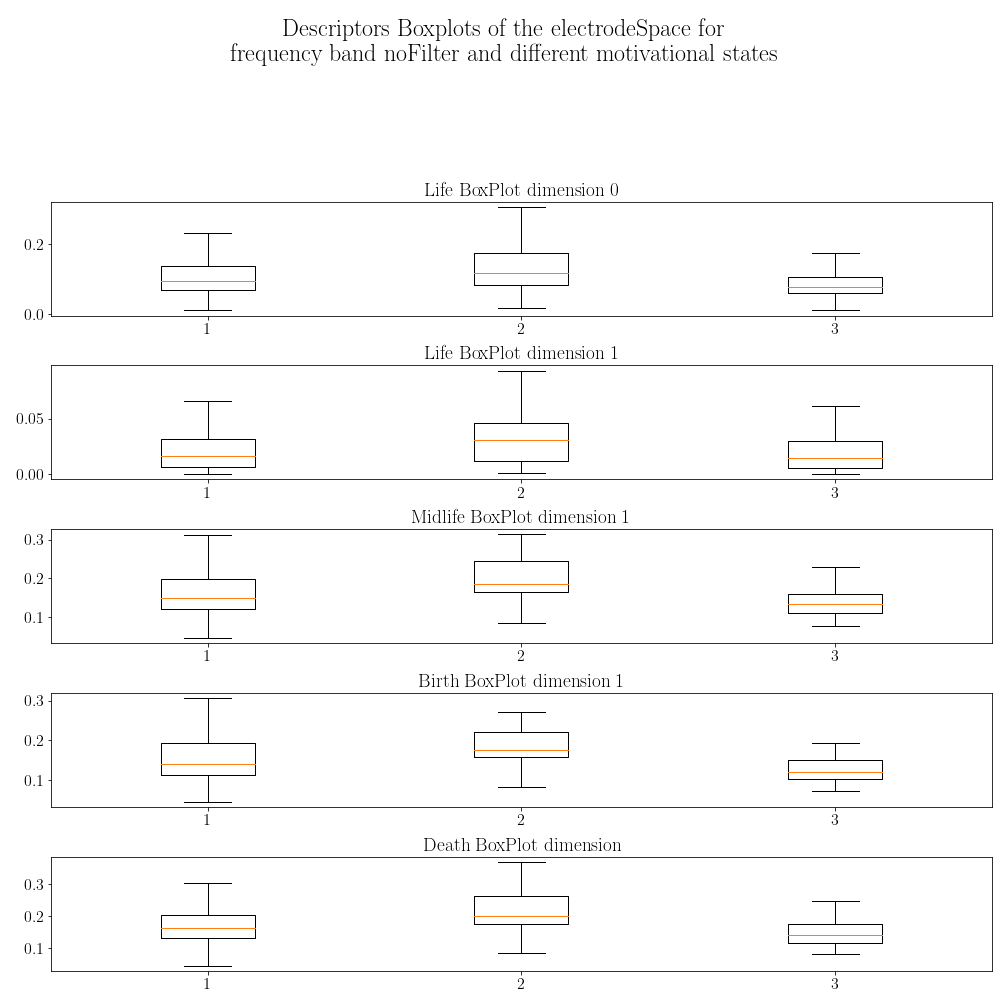 Descriptors Boxplots of the electrodeSpace for
frequency band noFilter and different motivational states
Life BoxPlot dimension 0
0.2
0.0
1 2 3
Life BoxPlot dimension 1
0.05
0.00
1 2 3
Midlife BoxPlot dimension 1
0.3
0.2
0.1
1 2 3
Birth BoxPlot dimension 1
0.3
0.2
0.1
1 2 3
Death BoxPlot dimension
0.3
0.2
0.1
1 2 3